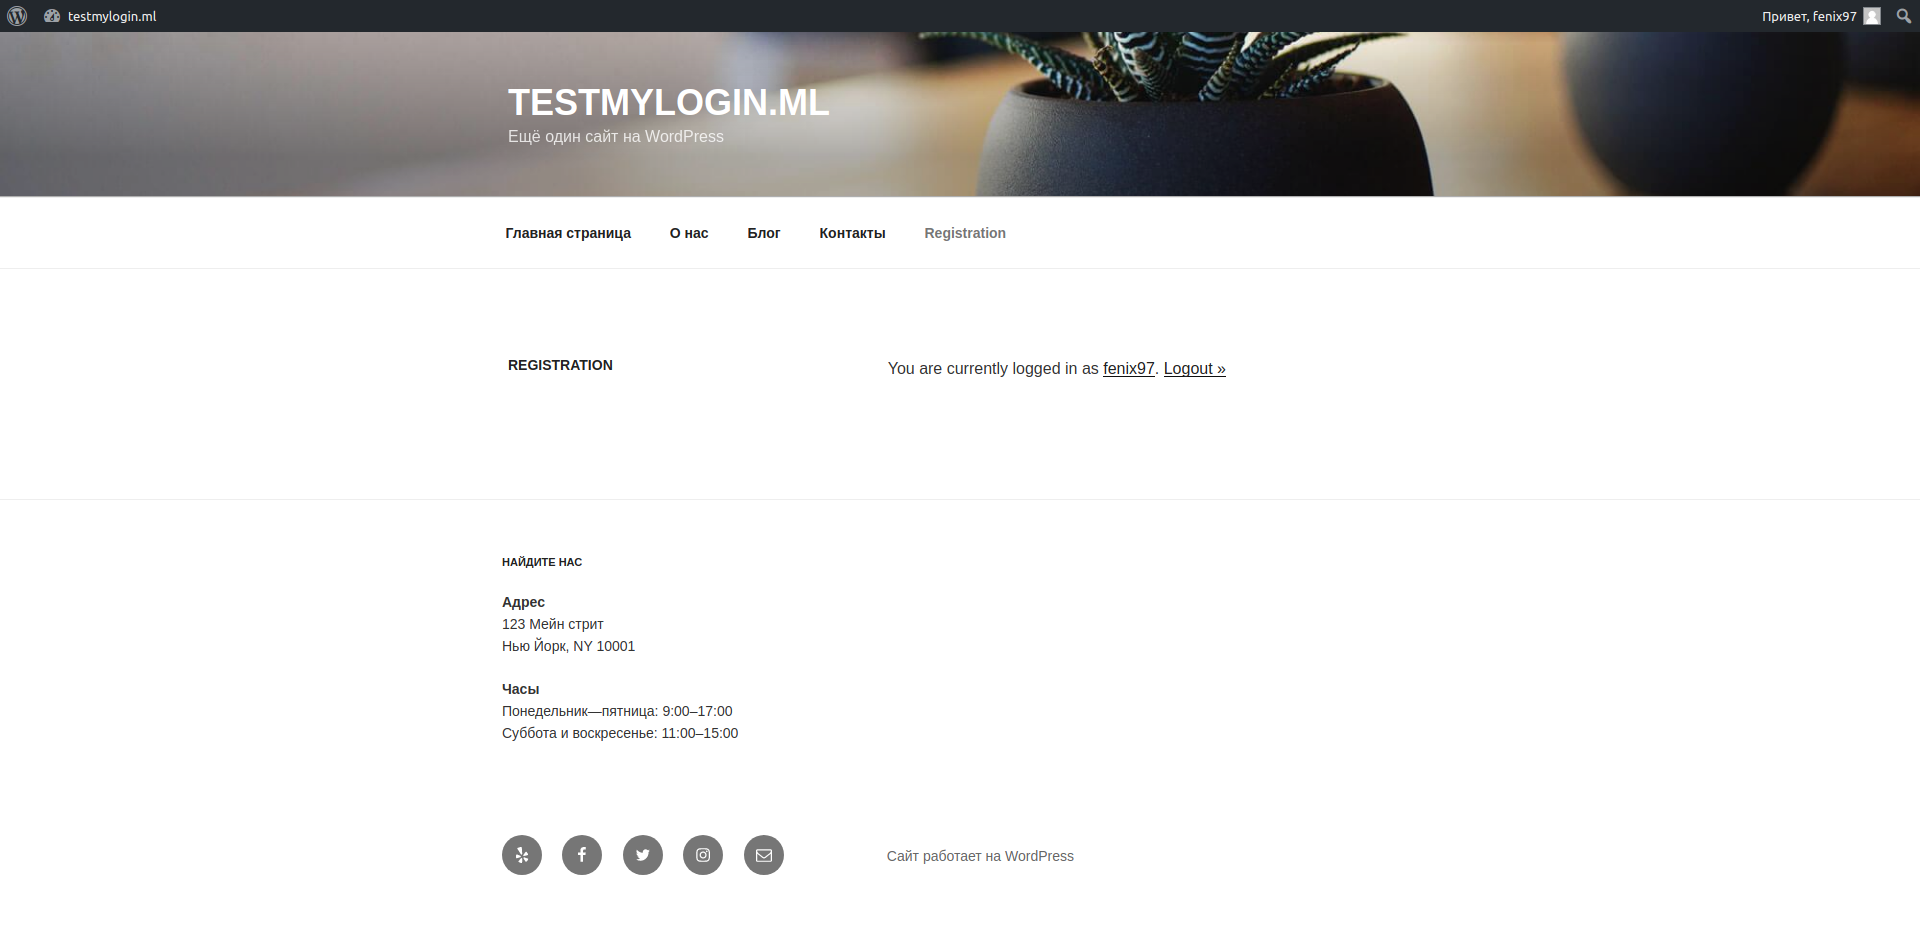 testmylogin.ml
Привет, fenix97
TESTMYLOGIN.ML
Ещё один сайт на WordPress
Главная страница
О нас
Блог
Контакты
Registration
REGISTRATION
You are currently logged in as fenix97. Logout »
НАЙДИТЕ НАС
Адрес
123 Мейн стрит
Нью Йорк, NY 10001
Часы
Понедельник—пятница: 9:00–17:00
Суббота и воскресенье: 11:00–15:00
Сайт работает на WordPress